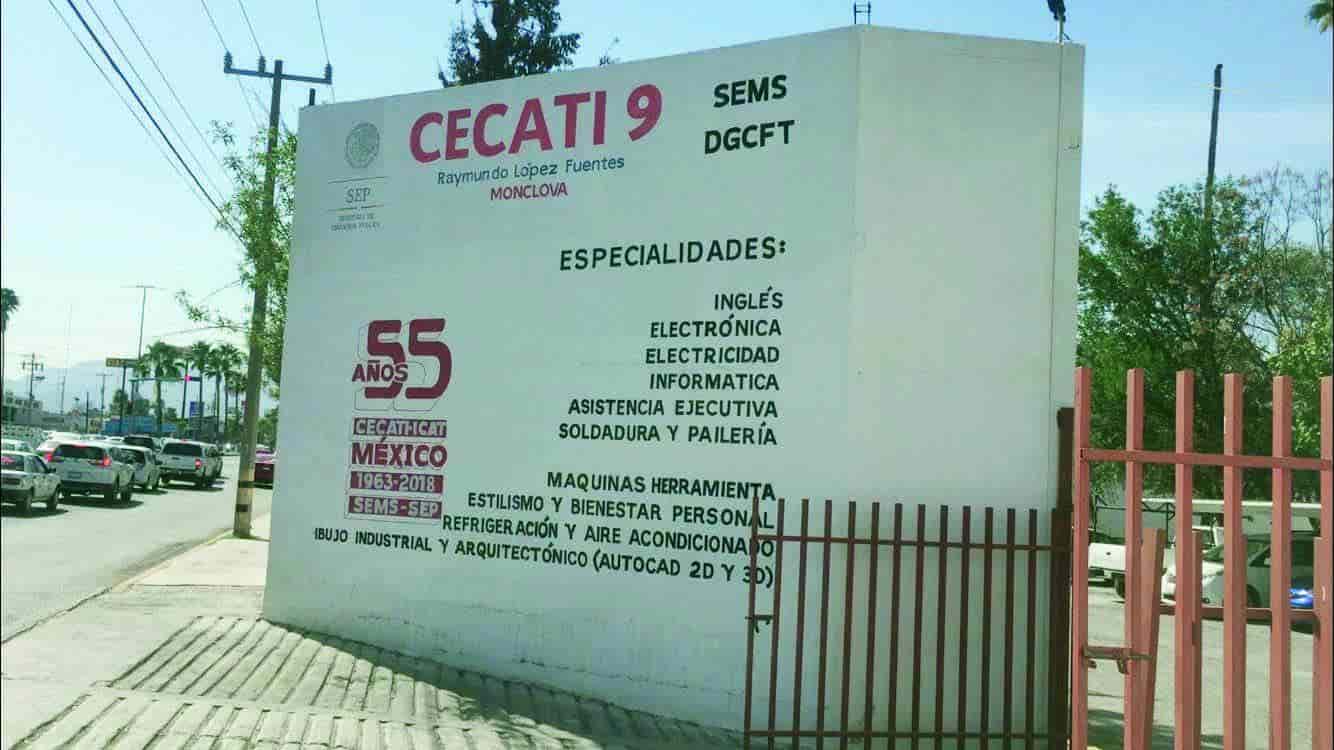 CECATI 9
Raymundo López Fuentes
MONCLOVA
SEMS
DGCFT
SEP
ESPECIALIDADES:
INGLÉS
ELECTRÓNICA
ELECTRICIDAD
INFORMATICA
ASISTENCIA EJECUTIVA
SOLDADURA Y PAILERÍA
MAQUINAS HERRAMIENTA
ESTILISMO Y BIENESTAR PERSONAL
REFRIGERACIÓN Y AIRE ACONDICIONADO
IBUJO INDUSTRIAL Y ARQUITECTÓNICO (AUTOCAD 2D Y 3D)
55
AÑOS
CECATI-ICAT
MÉXICO
1963-2018
SEMS-SEP